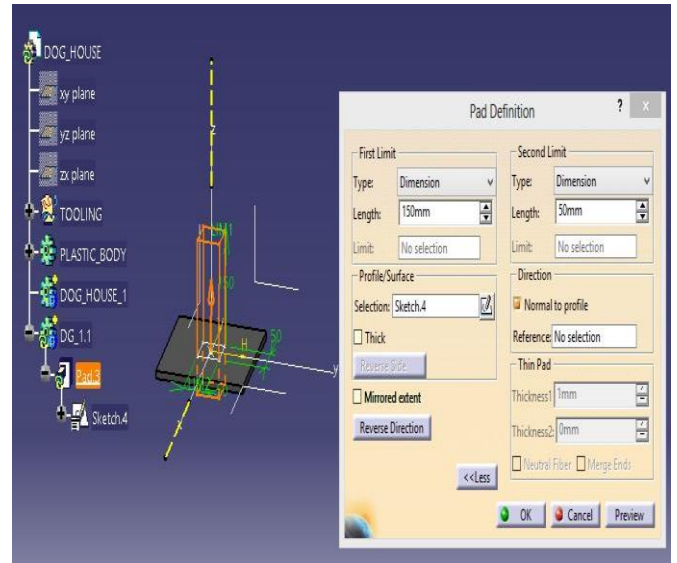 DOG_HOUSE
xy plane
yz plane
zx plane
TOOLING
PLASTIC_BODY
DOG_HOUSE_1
DG_1.1
Pad.3
Sketch.4
z
LIM1
150
50
H
y
x
Pad Definition
? x
First Limit
Type: Dimension
Length: 150mm
Limit: No selection
Second Limit
Type: Dimension
Length: 50mm
Limit: No selection
Profile/Surface
Selection: Sketch.4
Thick
Reverse Side
Mirrored extent
Reverse Direction
Direction
Normal to profile
Reference: No selection
Thin Pad
Thickness1 1mm
Thickness2: 0mm
Neutral Fiber Merge Ends
<<Less
OK Cancel Preview